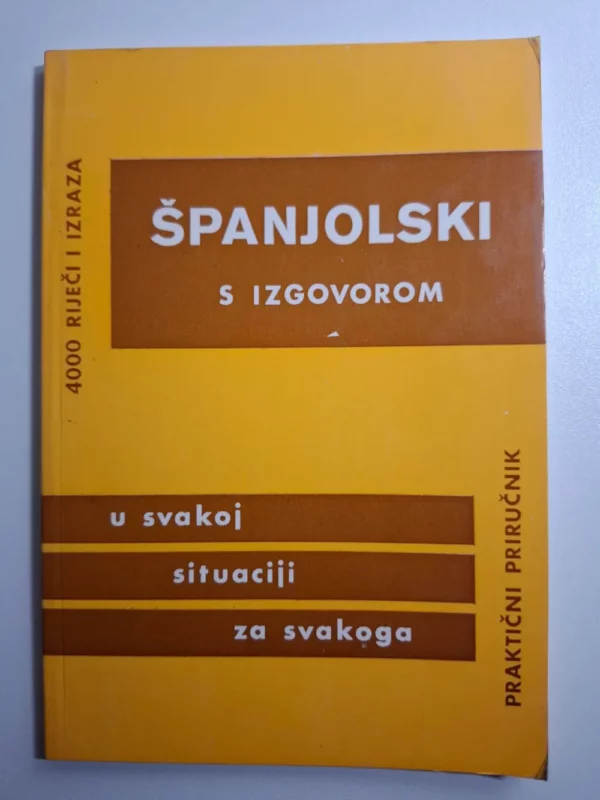 4000 RIJEČI I IZRAZA
ŠPANJOLSKI
S IZGOVOROM
u svakoj
situaciji
za svakoga
PRAKTIČNI PRIRUČNIK